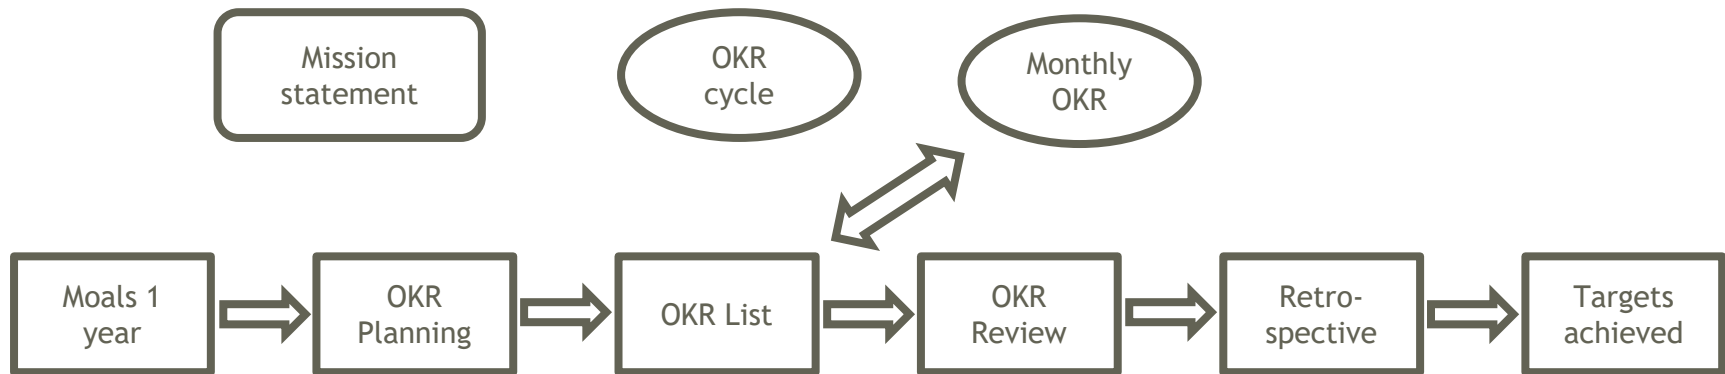 Mission
statement
OKR
cycle
Monthly
OKR
Moals 1
year
OKR
Planning
OKR List
OKR
Review
Retro-
spective
Targets
achieved